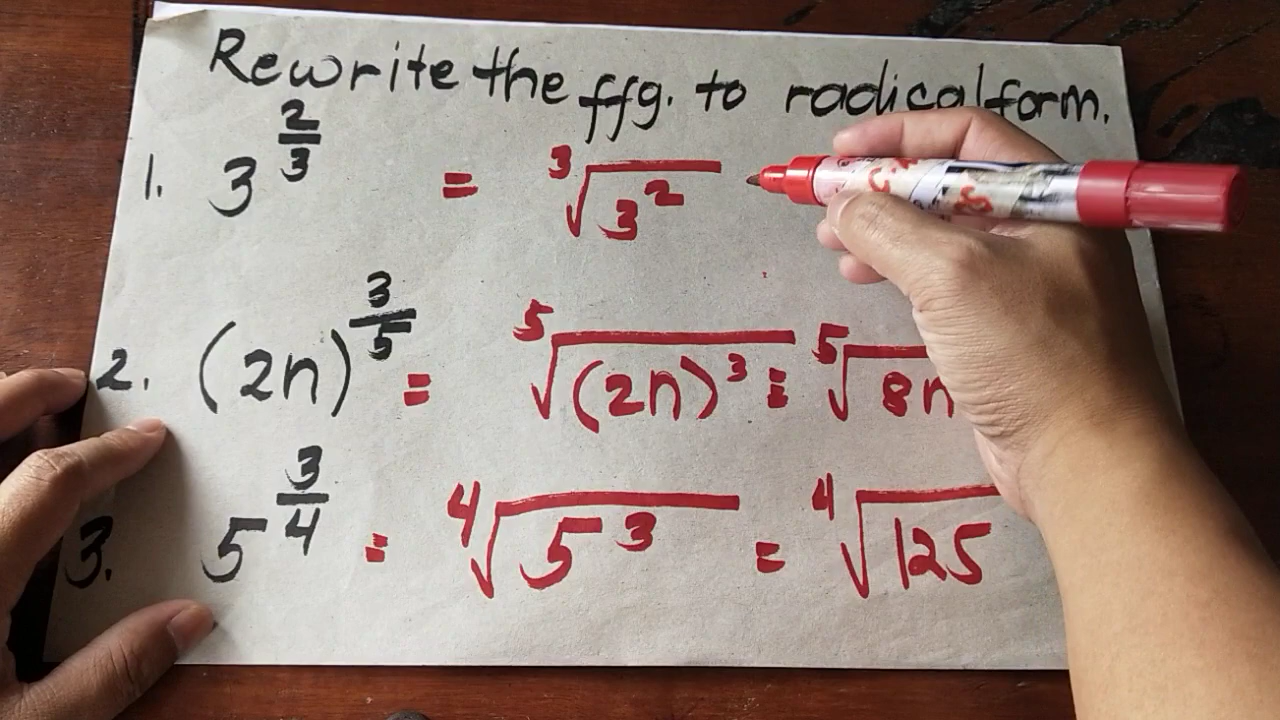 Rewrite the ffg. to radical form.
1. 3^(2/3) = ∛(3²)
2. (2n)^(3/5) = ⁵√((2n)³) = ⁵√(8n
3. 5^(3/4) = ⁴√(5³) = ⁴√(125)